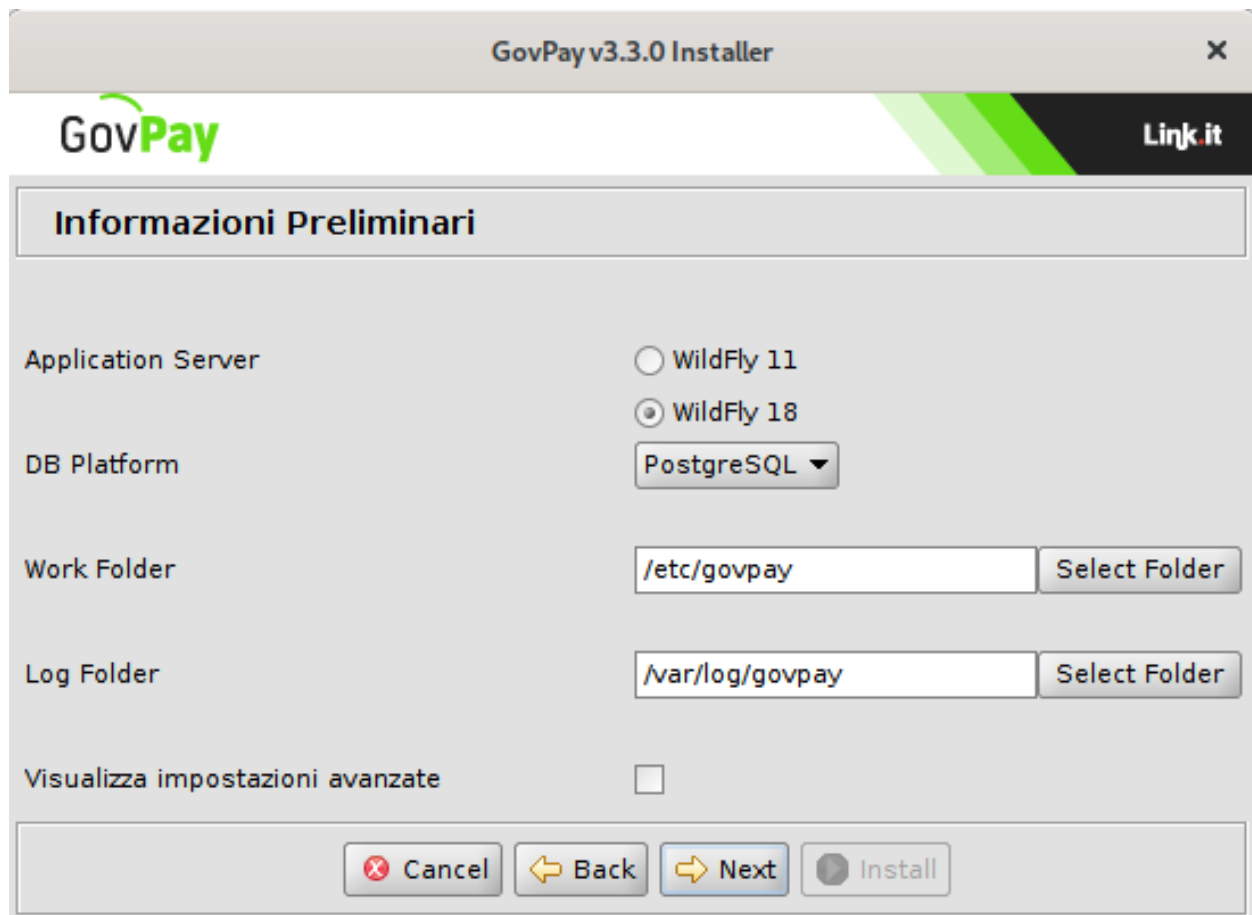 GovPay v3.3.0 Installer
GovPay
Link.it
Informazioni Preliminari
Application Server
WildFly 11
WildFly 18
DB Platform
PostgreSQL
Work Folder
/etc/govpay
Select Folder
Log Folder
/var/log/govpay
Select Folder
Visualizza impostazioni avanzate
Cancel
Back
Next
Install